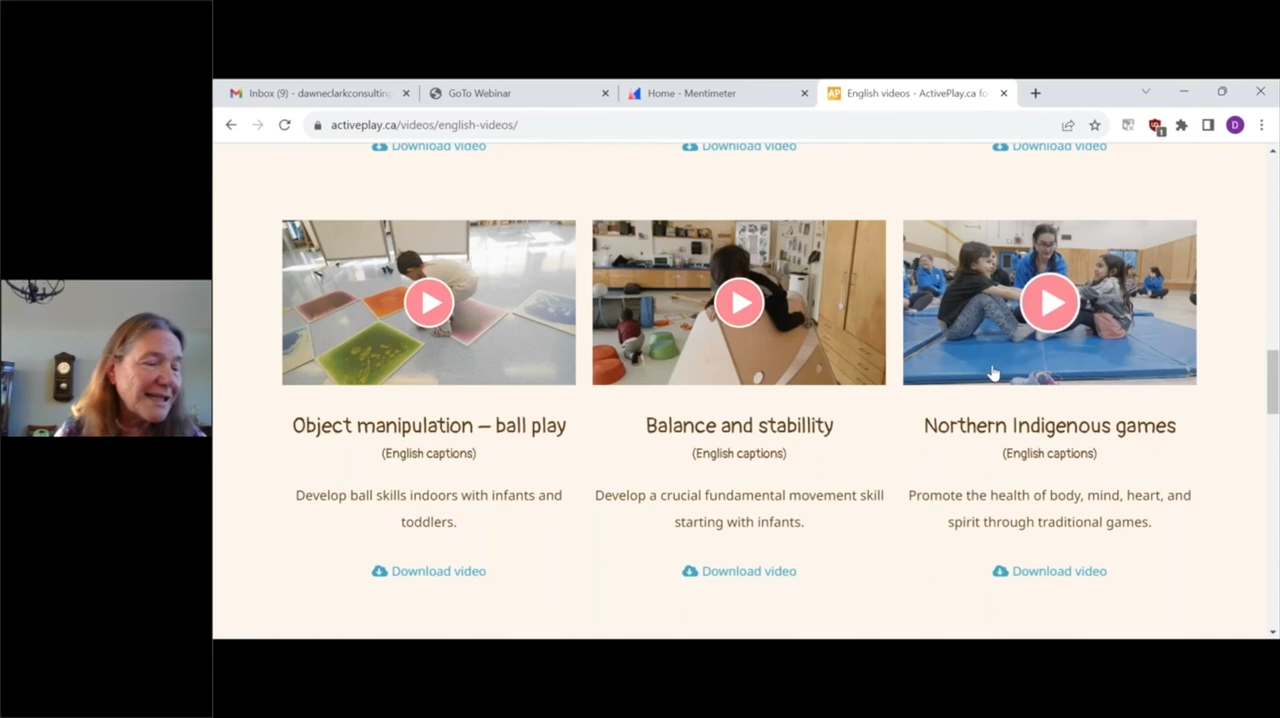 Inbox (9) - dawneclarkconsulting
GoTo Webinar
Home - Mentimeter
English videos - ActivePlay.ca fo
activeplay.ca/videos/english-videos/
1
D
Download video
Download video
Download video
Object manipulation – ball play
Balance and stabillity
Northern Indigenous games
(English captions)
(English captions)
(English captions)
Develop ball skills indoors with infants and
toddlers.
Develop a crucial fundamental movement skill
starting with infants.
Promote the health of body, mind, heart, and
spirit through traditional games.
Download video
Download video
Download video